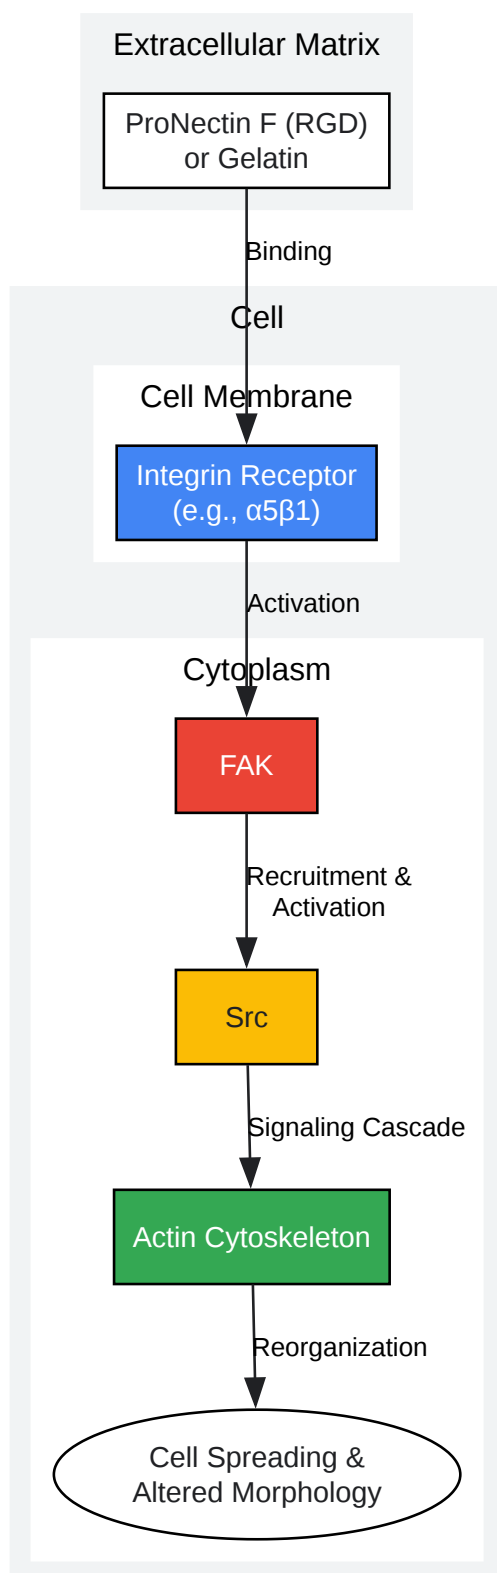 Extracellular Matrix
ProNectin F (RGD)
or Gelatin
Binding
Cell
Cell Membrane
Integrin Receptor
(e.g., α5β1)
Activation
Cytoplasm
FAK
Recruitment &
Activation
Src
Signaling Cascade
Actin Cytoskeleton
Reorganization
Cell Spreading &
Altered Morphology